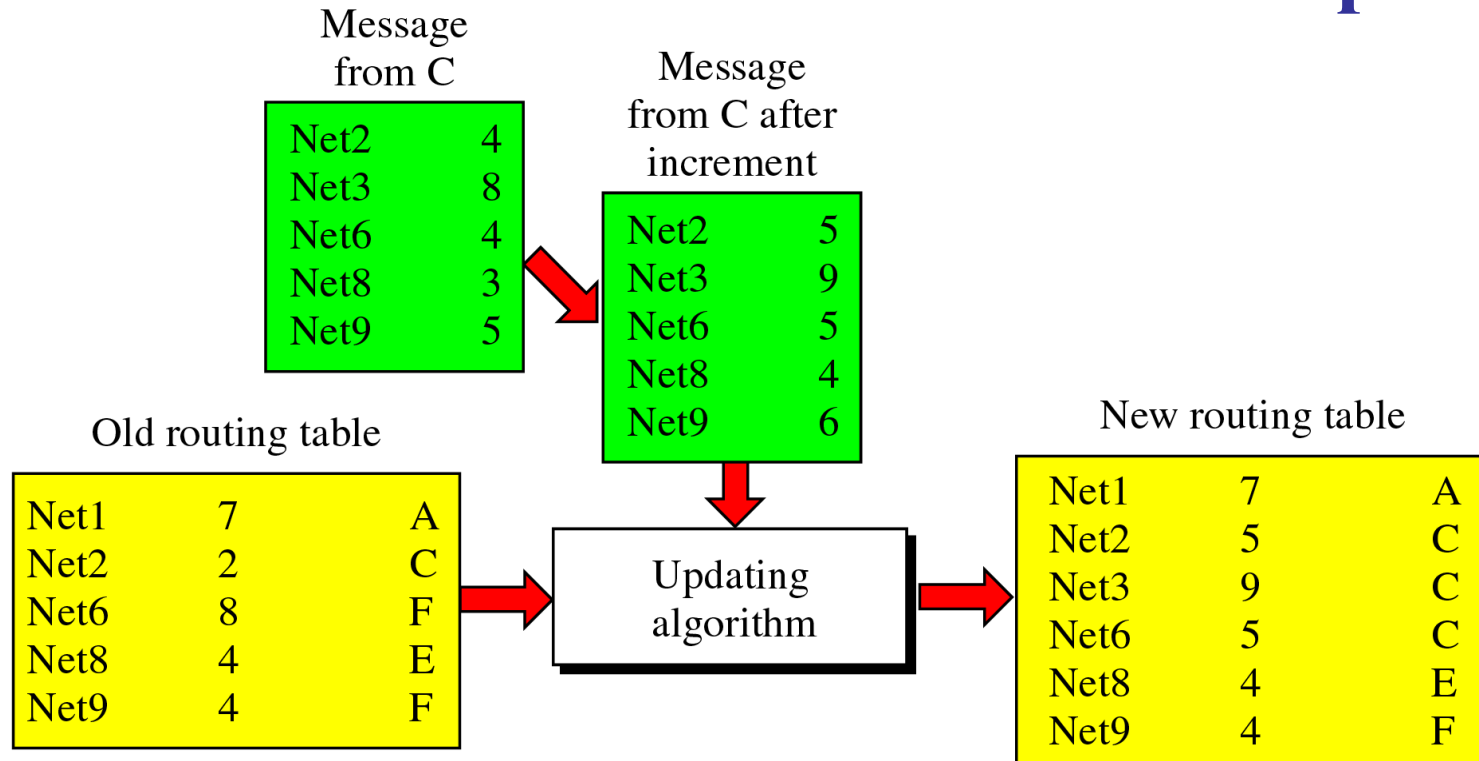 Message
from C
Net2 4
Net3 8
Net6 4
Net8 3
Net9 5
Message
from C after
increment
Net2 5
Net3 9
Net6 5
Net8 4
Net9 6
Old routing table
Net1 7 A
Net2 2 C
Net6 8 F
Net8 4 E
Net9 4 F
Updating
algorithm
New routing table
Net1 7 A
Net2 5 C
Net3 9 C
Net6 5 C
Net8 4 E
Net9 4 F